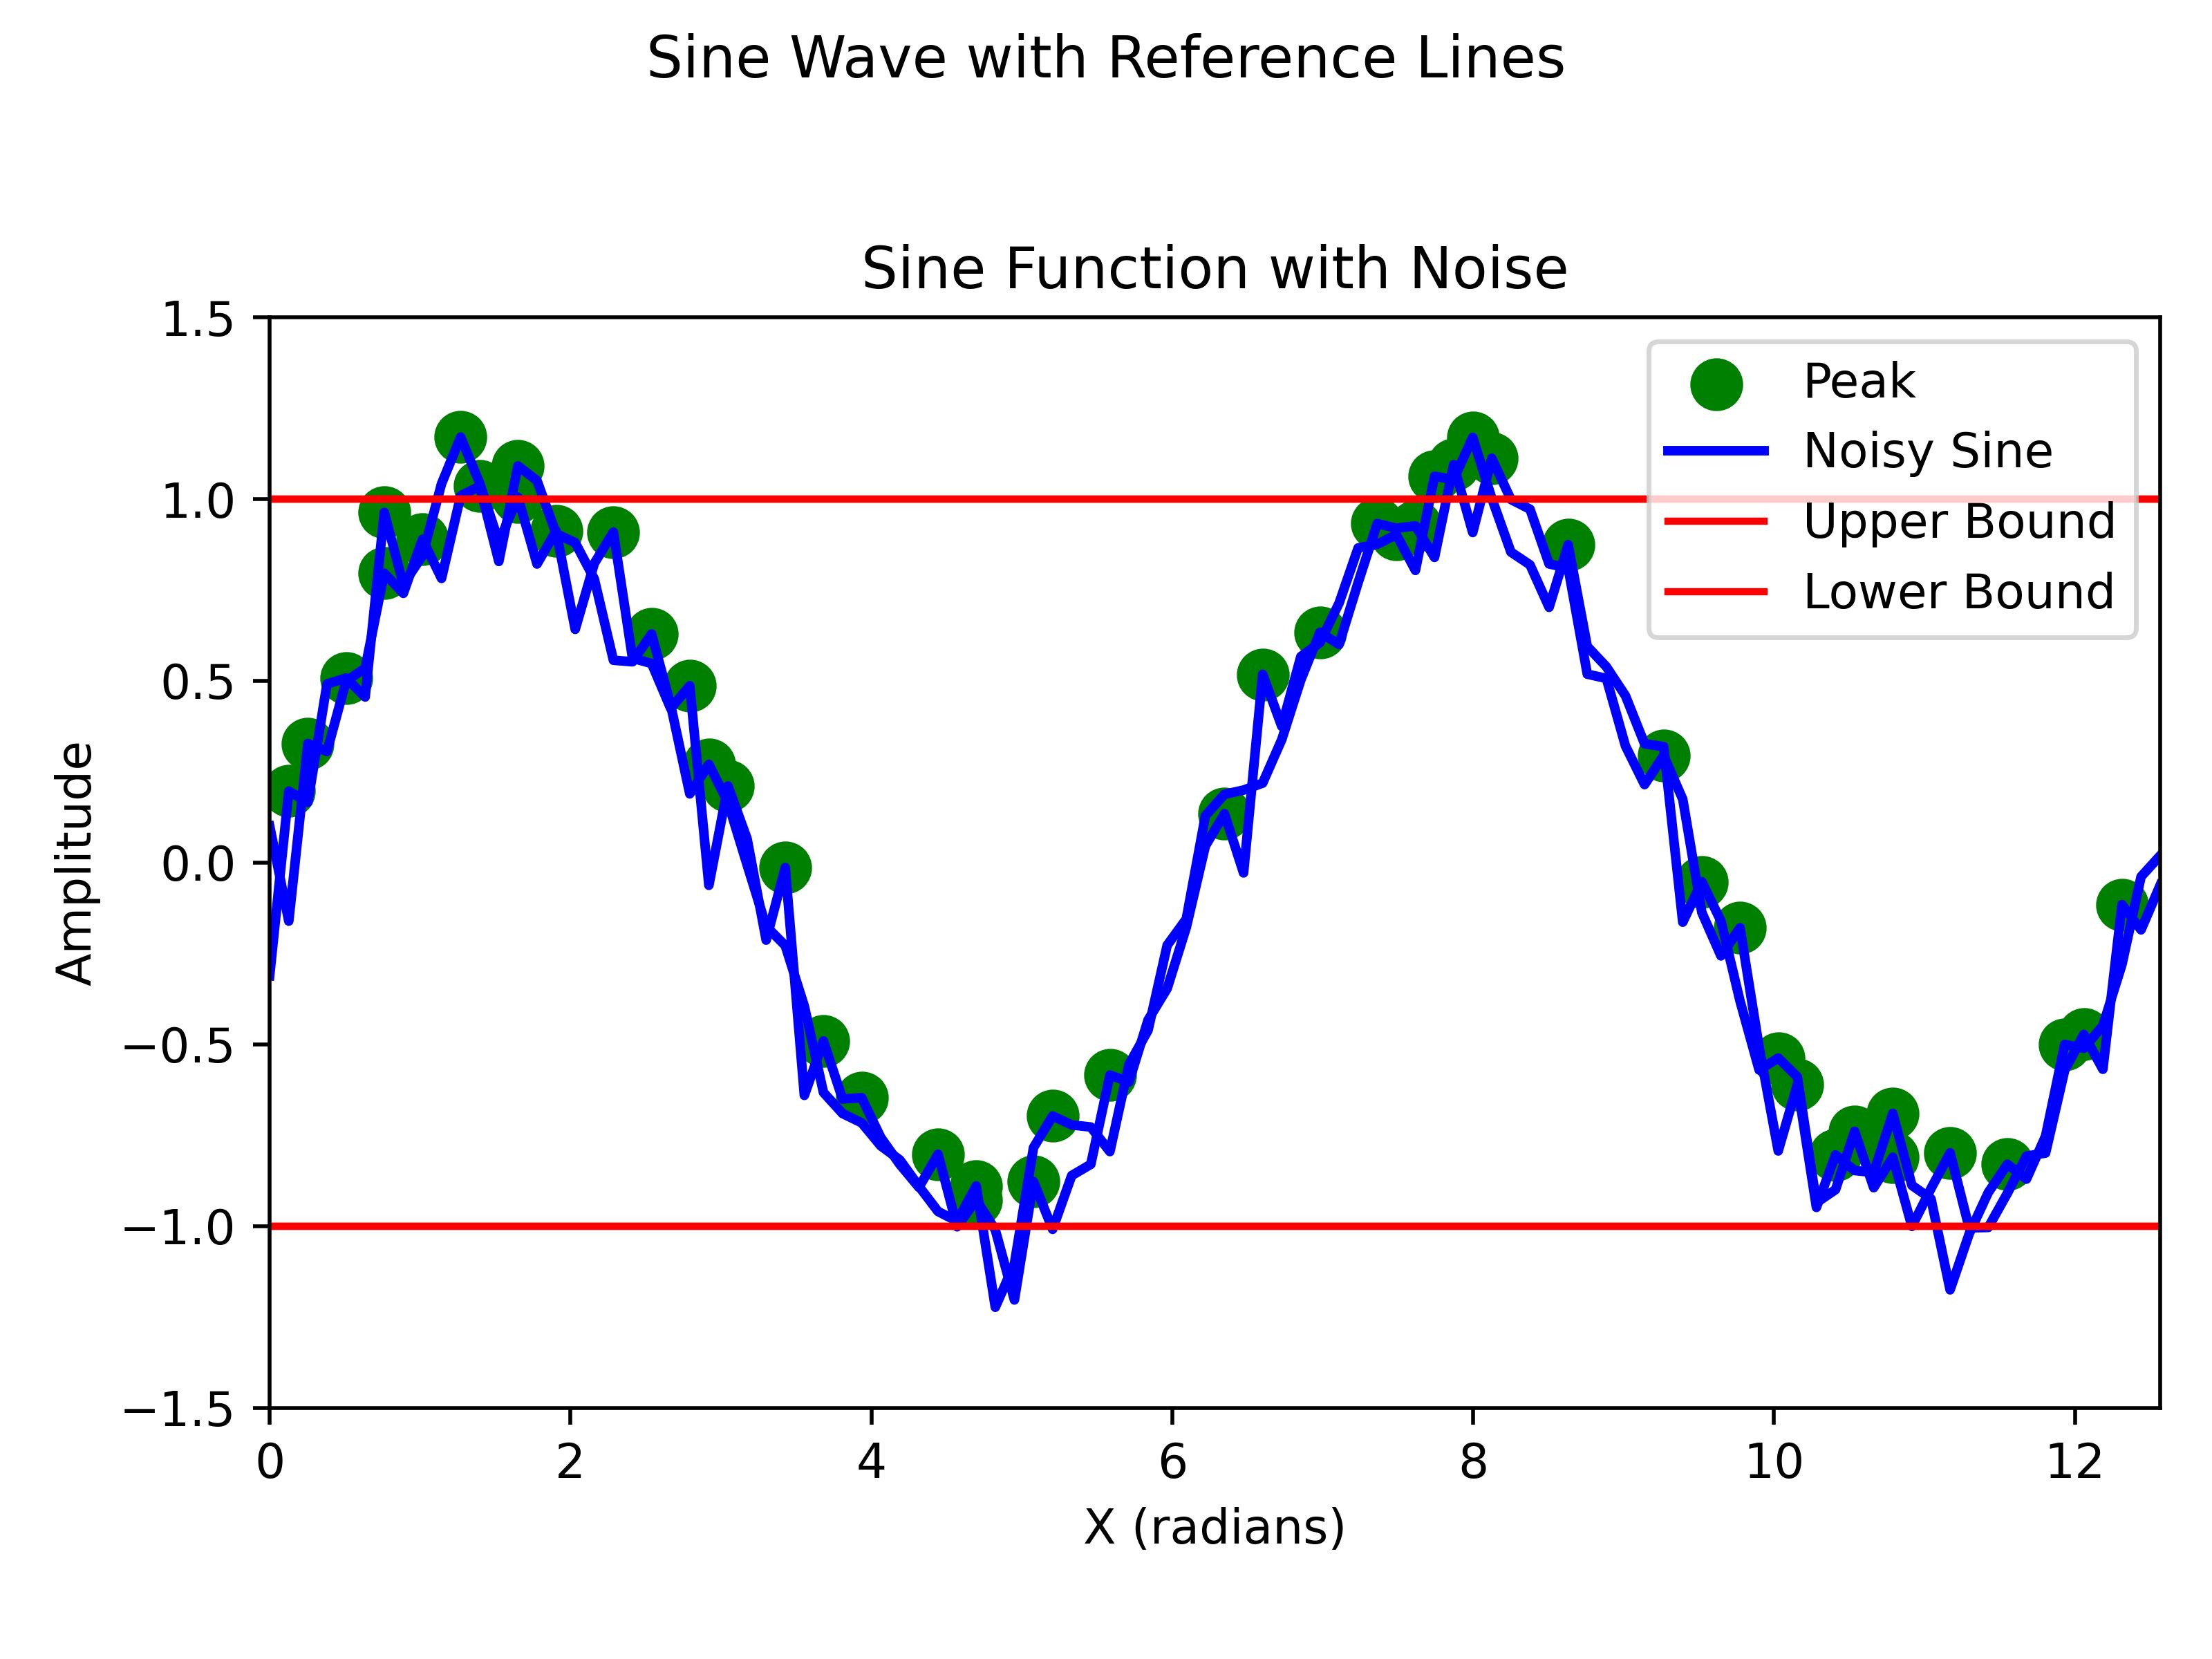 Sine Wave with Reference Lines
Sine Function with Noise
Peak
Noisy Sine
Upper Bound
Lower Bound
Amplitude
1.5
1.0
0.5
0.0
−0.5
−1.0
−1.5
0 2 4 6 8 10 12
X (radians)